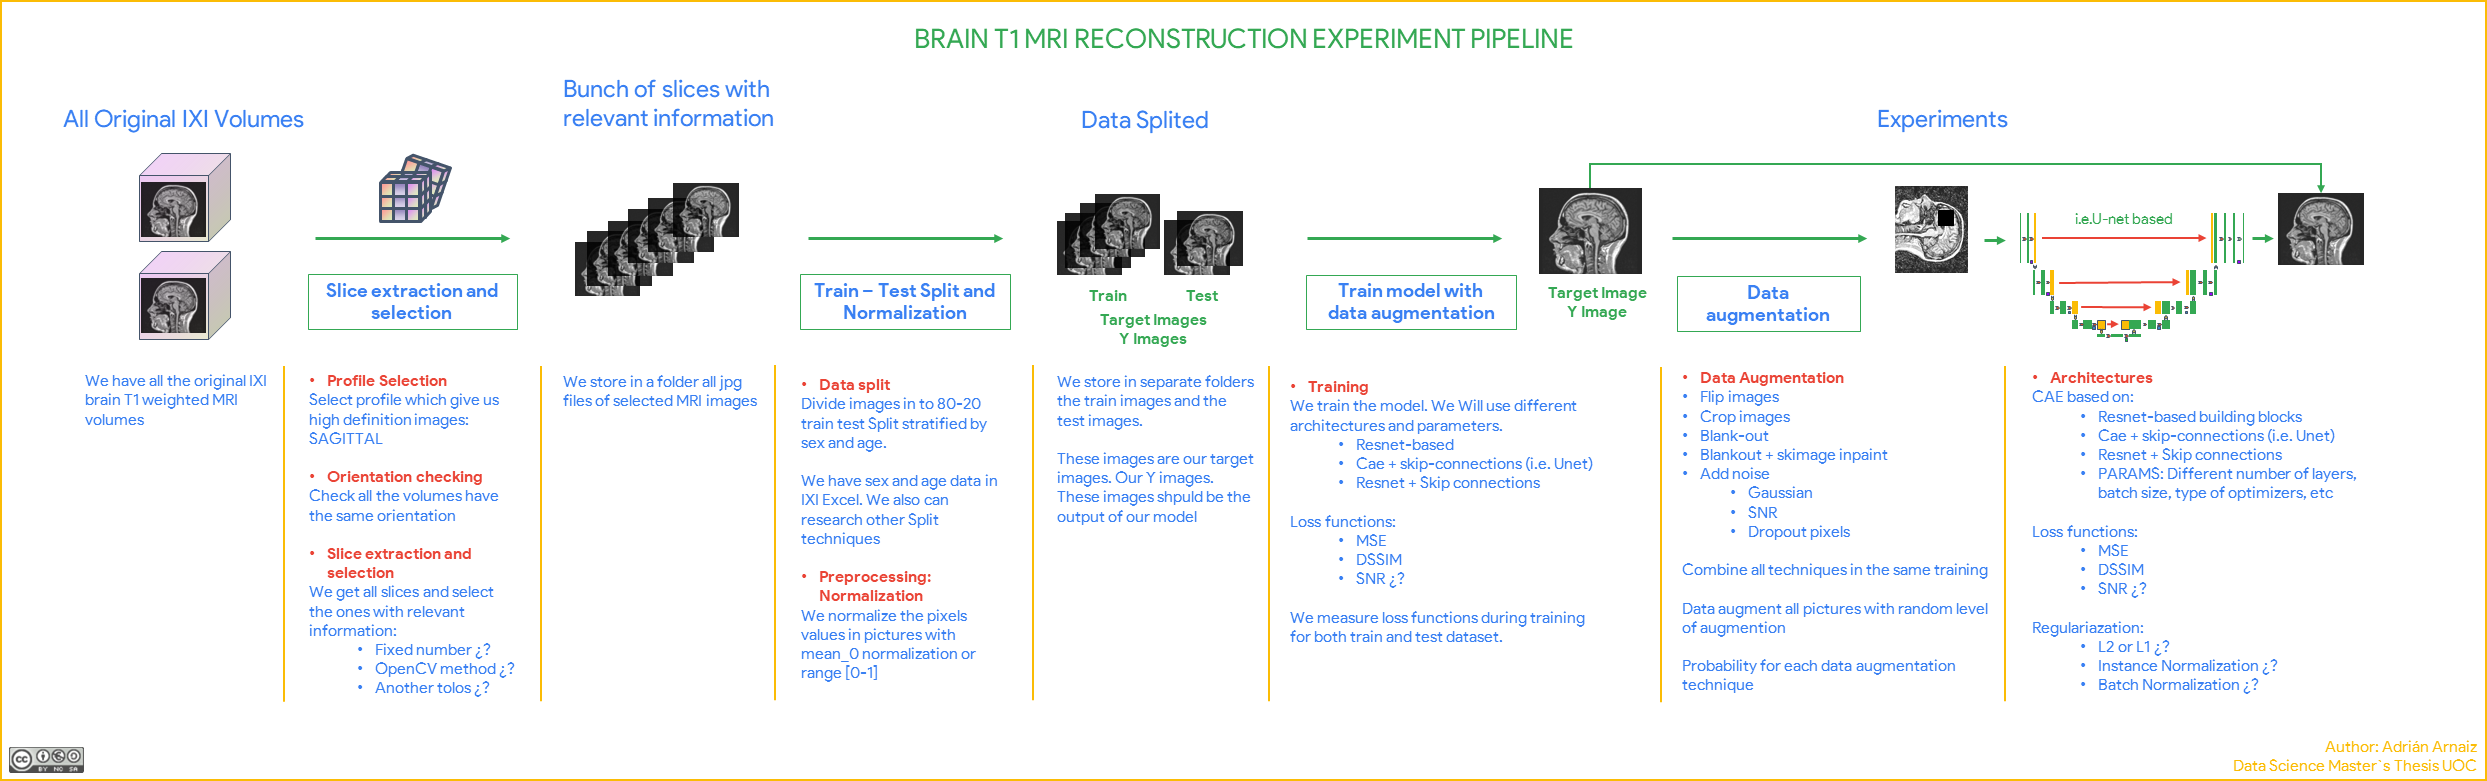 BRAIN T1 MRI RECONSTRUCTION EXPERIMENT PIPELINE
All Original IXI Volumes
Bunch of slices with
relevant information
Data Splited
Experiments
Slice extraction and
selection
Train – Test Split and
Normalization
Train
Test
Target Images
Y Images
Train model with
data augmentation
Target Image
Y Image
Data
augmentation
i.e.U-net based
We have all the original IXI
brain T1 weighted MRI
volumes
• Profile Selection
Select profile which give us
high definition images:
SAGITTAL
• Orientation checking
Check all the volumes have
the same orientation
• Slice extraction and
selection
We get all slices and select
the ones with relevant
information:
• Fixed number ¿?
• OpenCV method ¿?
• Another tolos ¿?
We store in a folder all jpg
files of selected MRI images
• Data split
Divide images in to 80-20
train test Split stratified by
sex and age.
We have sex and age data in
IXI Excel. We also can
research other Split
techniques
• Preprocessing:
Normalization
We normalize the pixels
values in pictures with
mean_0 normalization or
range [0-1]
We store in separate folders
the train images and the
test images.
These images are our target
images. Our Y images.
These images shpuld be the
output of our model
• Training
We train the model. We Will use different
architectures and parameters.
• Resnet-based
• Cae + skip-connections (i.e. Unet)
• Resnet + Skip connections
Loss functions:
• MSE
• DSSIM
• SNR ¿?
We measure loss functions during training
for both train and test dataset.
• Data Augmentation
• Flip images
• Crop images
• Blank-out
• Blankout + skimage inpaint
• Add noise
• Gaussian
• SNR
• Dropout pixels
Combine all techniques in the same training
Data augment all pictures with random level
of augmention
Probability for each data augmentation
technique
• Architectures
CAE based on:
• Resnet-based building blocks
• Cae + skip-connections (i.e. Unet)
• Resnet + Skip connections
• PARAMS: Different number of layers,
batch size, type of optimizers, etc
Loss functions:
• MSE
• DSSIM
• SNR ¿?
Regulariazation:
• L2 or L1 ¿?
• Instance Normalization ¿?
• Batch Normalization ¿?
cc
BY NC SA
Author: Adrián Arnaiz
Data Science Master`s Thesis UOC